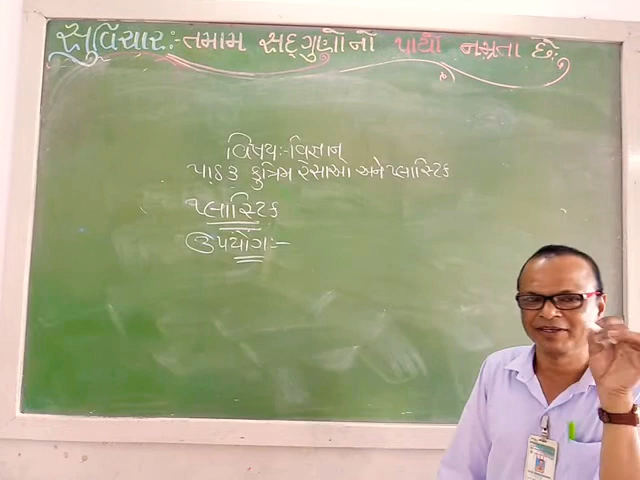 સુવિચાર:- તમામ સદ્ગુણોનો પાયો નમ્રતા છે.
વિષય:- વિજ્ઞાન
પાઠ ૩ કુત્રિમ રેસાઓ અને પ્લાસ્ટિક
પ્લાસ્ટિક
ઉપયોગ:-